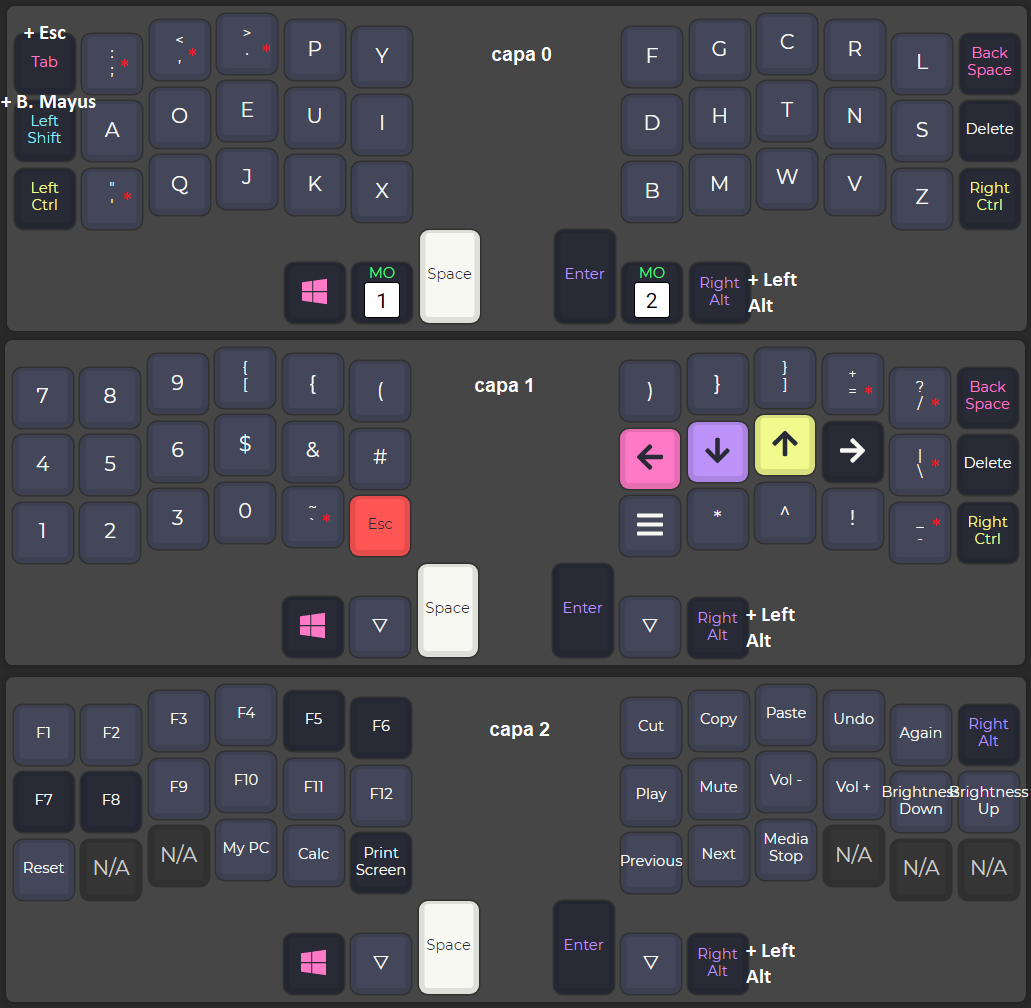 + Esc
Tab
: ; *
< , *
> . *
P
Y
capa 0
F
G
C
R
L
Back
Space
+ B. Mayus
Left
Shift
A
O
E
U
I
D
H
T
N
S
Delete
Left
Ctrl
" ' *
Q
J
K
X
B
M
W
V
Z
Right
Ctrl
MO
1
Space
Enter
MO
2
Right
Alt
+ Left
Alt
7
8
9
{
[
{
(
capa 1
)
}
}
]
+
= *
?
/ *
Back
Space
4
5
6
$
&
#
←
↓
↑
→
|
\ *
Delete
1
2
3
0
~
` *
Esc
☰
*
^
!
_ *
-
Right
Ctrl
▽
Space
Enter
▽
Right
Alt
+ Left
Alt
F1
F2
F3
F4
F5
F6
capa 2
Cut
Copy
Paste
Undo
Again
Right
Alt
F7
F8
F9
F10
F11
F12
Play
Mute
Vol -
Vol +
Brightness
Down
Brightness
Up
Reset
N/A
N/A
My PC
Calc
Print
Screen
Previous
Next
Media
Stop
N/A
N/A
N/A
▽
Space
Enter
▽
Right
Alt
+ Left
Alt